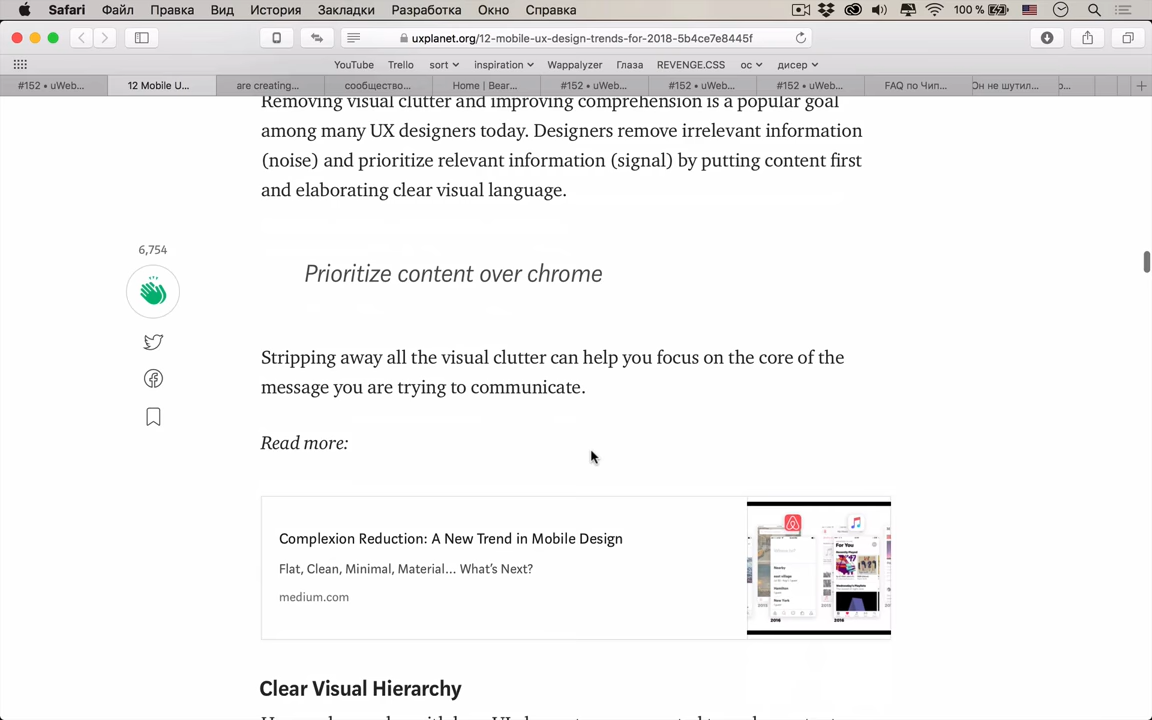 Safari Файл Правка Вид История Закладки Разработка Окно Справка 100 %
uxplanet.org/12-mobile-ux-design-trends-for-2018-5b4ce7e8445f
YouTube Trello sort inspiration Wappalyzer Глаза REVENGE.CSS ос дисер
#152 • uWeb... 12 Mobile U... are creating... сообщество... Home | Bear... #152 • uWeb... #152 • uWeb... #152 • uWeb... FAQ по Чип... Он не шутил...
Removing visual clutter and improving comprehension is a popular goal
among many UX designers today. Designers remove irrelevant information
(noise) and prioritize relevant information (signal) by putting content first
and elaborating clear visual language.
6,754
Prioritize content over chrome
Stripping away all the visual clutter can help you focus on the core of the
message you are trying to communicate.
Read more:
Complexion Reduction: A New Trend in Mobile Design
Flat, Clean, Minimal, Material... What's Next?
medium.com
For You
2016
2016
Clear Visual Hierarchy